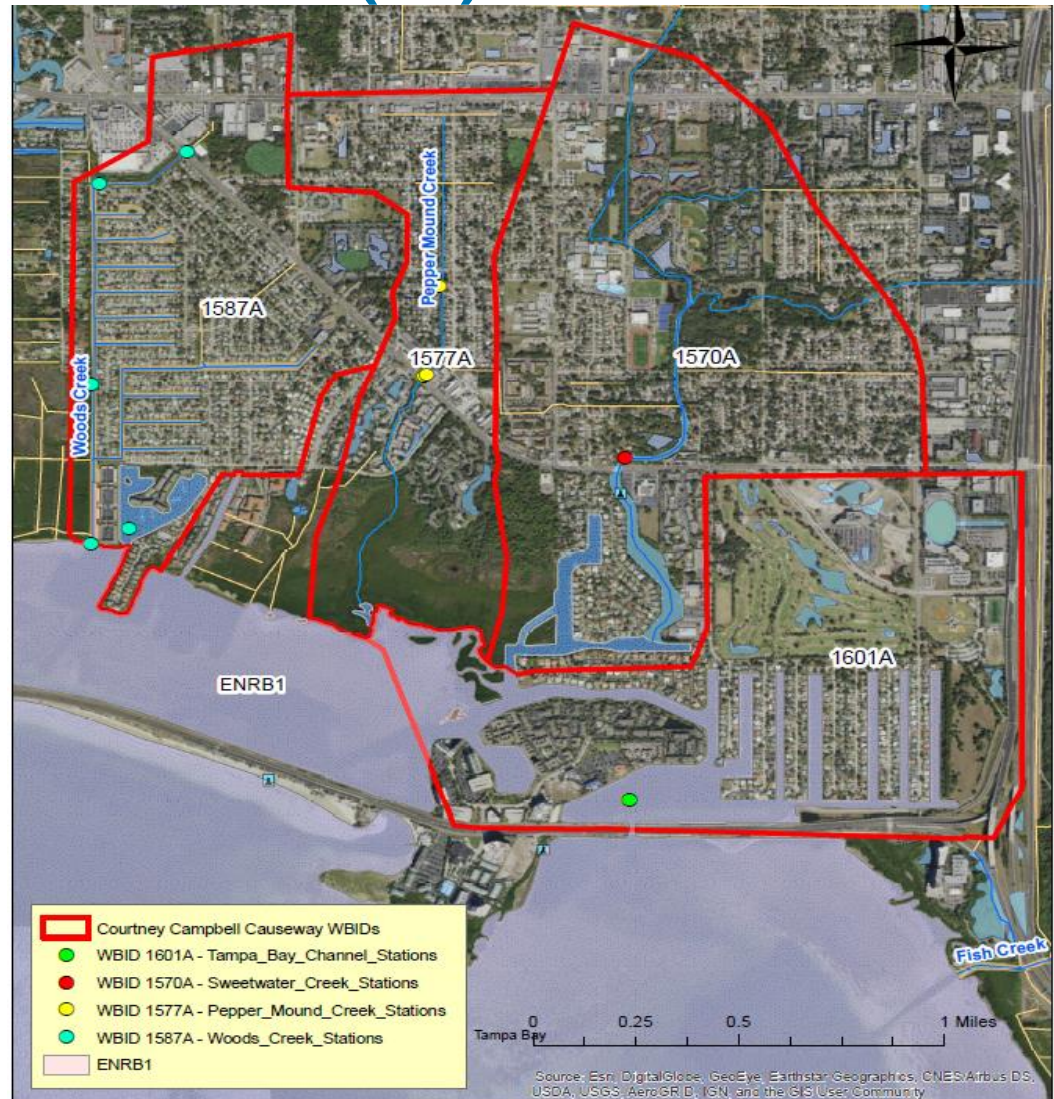 Pepper Mound Creek
1587A
1577A
1570A
Woods Creek
1601A
ENRB1
Fish Creek
Courtney Campbell Causeway WBIDs
WBID 1601A - Tampa_Bay_Channel_Stations
WBID 1570A - Sweetwater_Creek_Stations
WBID 1577A - Pepper_Mound_Creek_Stations
WBID 1587A - Woods_Creek_Stations
ENRB1
Tampa Bay
0 0.25 0.5 1 Miles
Source: Esri, DigitalGlobe, GeoEye, Earthstar Geographics, CNES/Airbus DS,
USDA, USGS, AeroGRID, IGN, and the GIS User Community